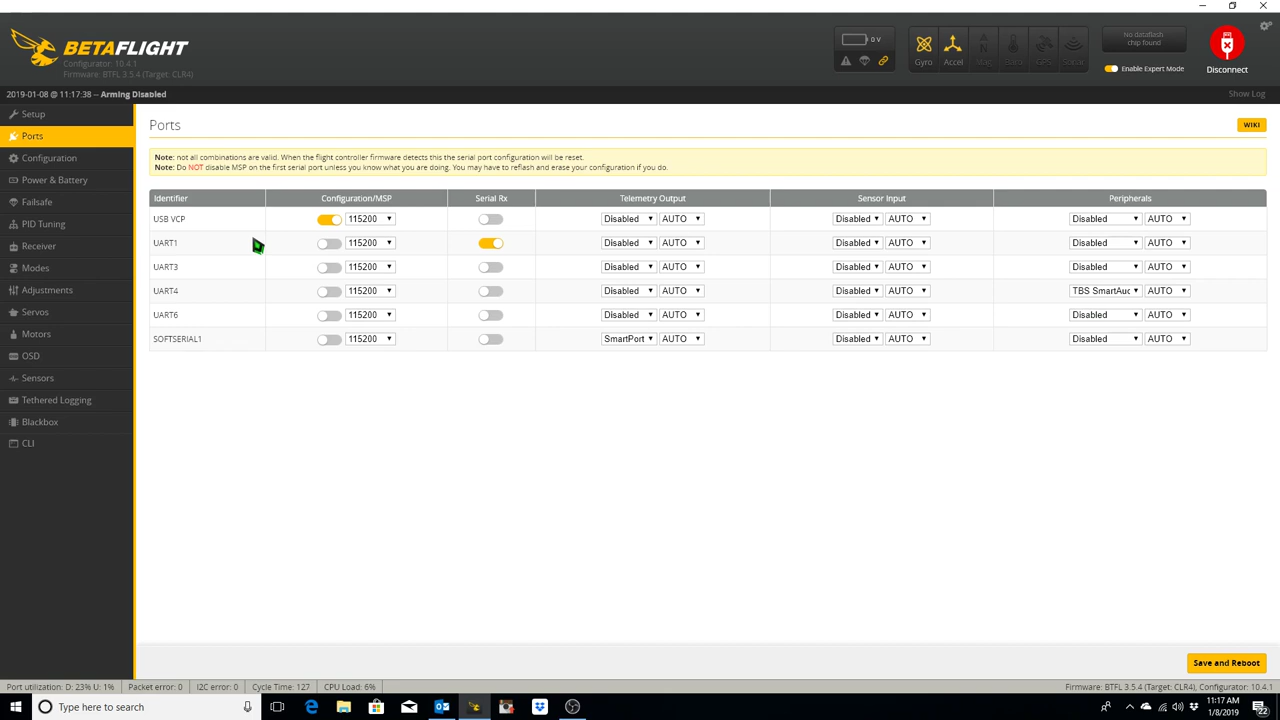 BETAFLIGHT
Configurator: 10.4.1
Firmware: BTFL 3.5.4 (Target: CLR4)
0 V
Gyro Accel Mag Baro GPS Sonar
No dataflash
chip found
Enable Expert Mode
Disconnect
2019-01-08 @ 11:17:38 -- Arming Disabled
Show Log
Setup
Ports
Configuration
Power & Battery
Failsafe
PID Tuning
Receiver
Modes
Adjustments
Servos
Motors
OSD
Sensors
Tethered Logging
Blackbox
CLI
Ports
WIKI
Note: not all combinations are valid. When the flight controller firmware detects this the serial port configuration will be reset.
Note: Do NOT disable MSP on the first serial port unless you know what you are doing. You may have to reflash and erase your configuration if you do.
Identifier Configuration/MSP Serial Rx Telemetry Output Sensor Input Peripherals
USB VCP 115200 Disabled AUTO Disabled AUTO Disabled AUTO
UART1 115200 Disabled AUTO Disabled AUTO Disabled AUTO
UART3 115200 Disabled AUTO Disabled AUTO Disabled AUTO
UART4 115200 Disabled AUTO Disabled AUTO TBS SmartAuc AUTO
UART6 115200 Disabled AUTO Disabled AUTO Disabled AUTO
SOFTSERIAL1 115200 SmartPort AUTO Disabled AUTO Disabled AUTO
Save and Reboot
Port utilization: D: 23% U: 1% Packet error: 0 I2C error: 0 Cycle Time: 127 CPU Load: 6% Firmware: BTFL 3.5.4 (Target: CLR4), Configurator: 10.4.1
Type here to search
11:17 AM
1/8/2019
22